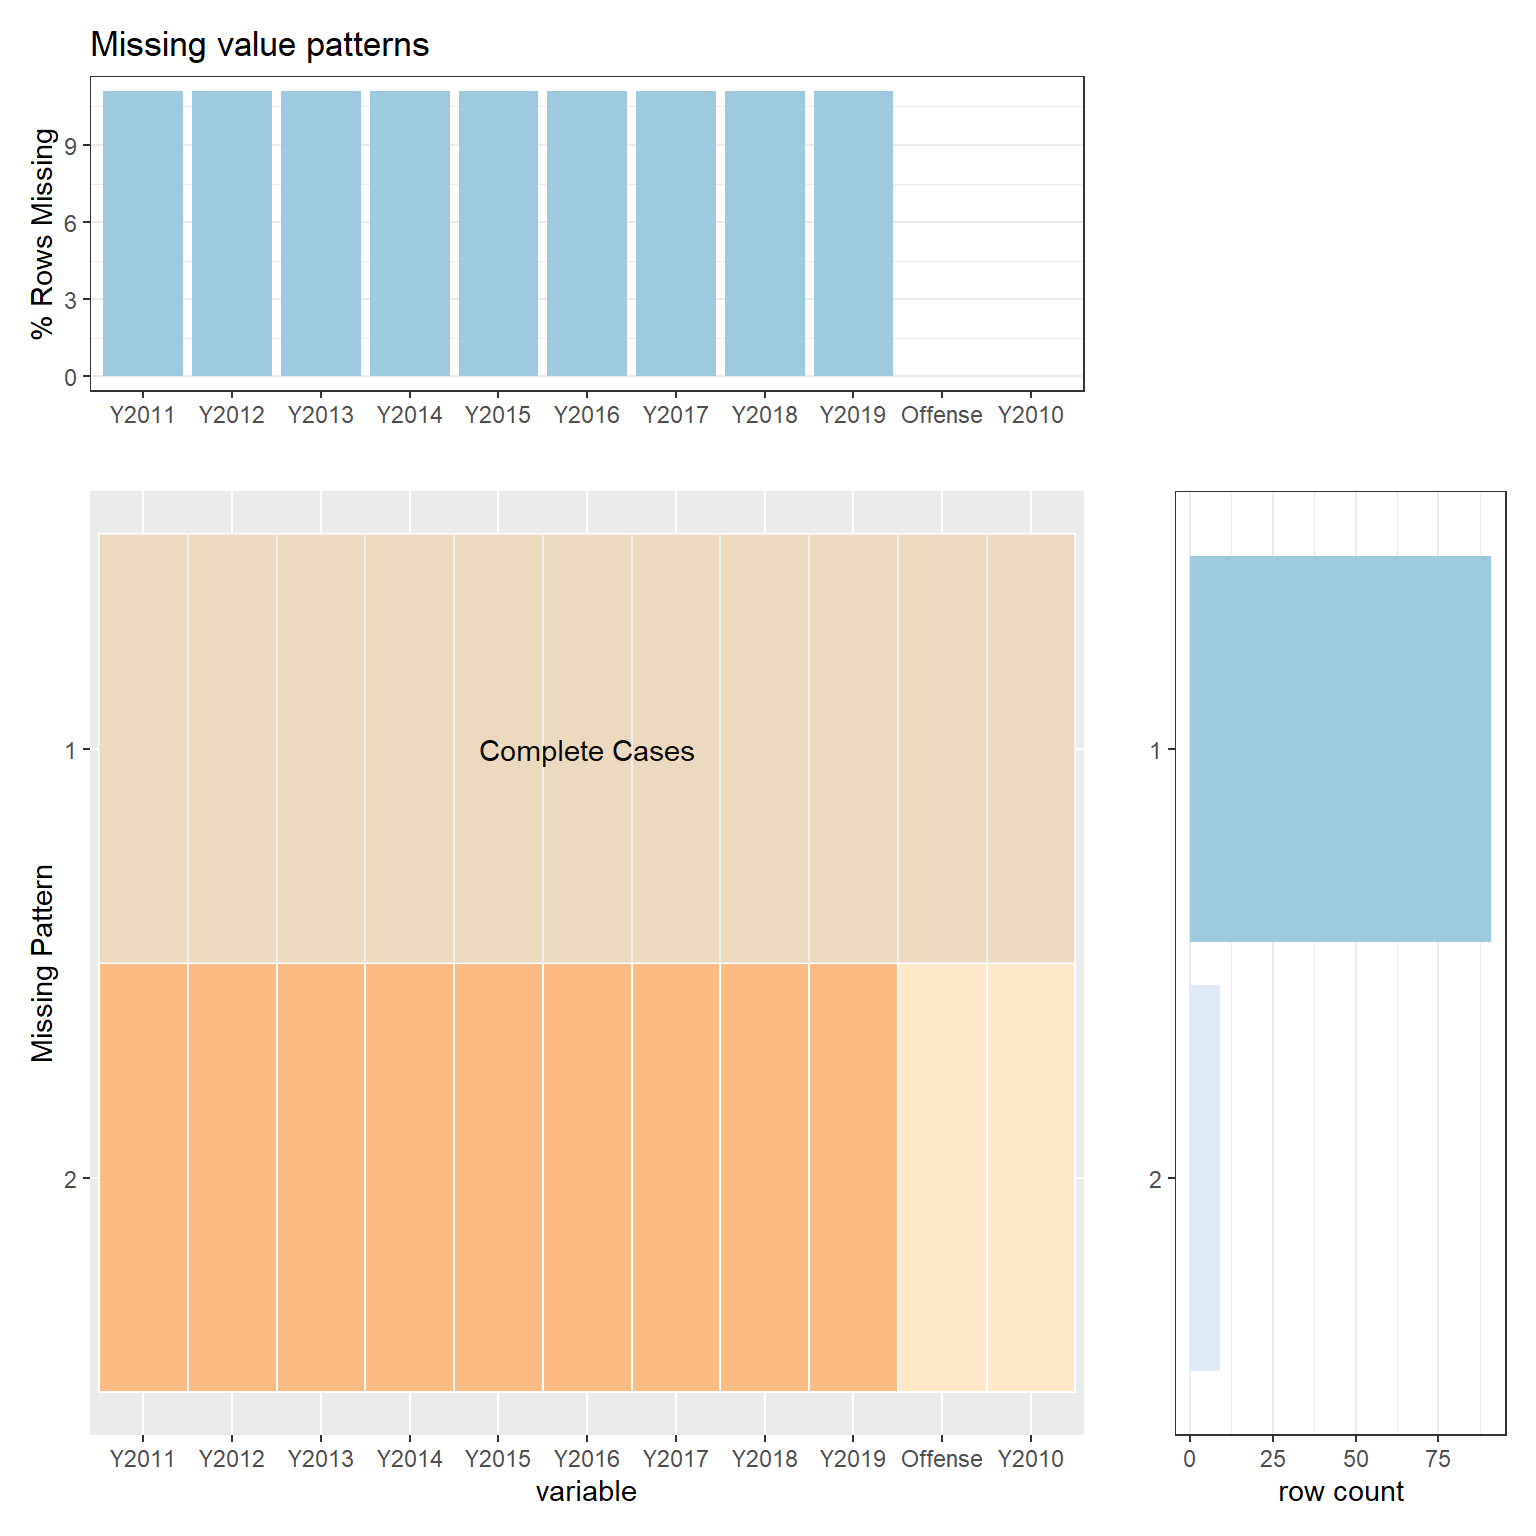 Missing value patterns
% Rows Missing
9
6
3
0
Y2011 Y2012 Y2013 Y2014 Y2015 Y2016 Y2017 Y2018 Y2019 Offense Y2010
Missing Pattern
1
Complete Cases
2
Y2011 Y2012 Y2013 Y2014 Y2015 Y2016 Y2017 Y2018 Y2019 Offense Y2010
variable
1
2
0 25 50 75
row count